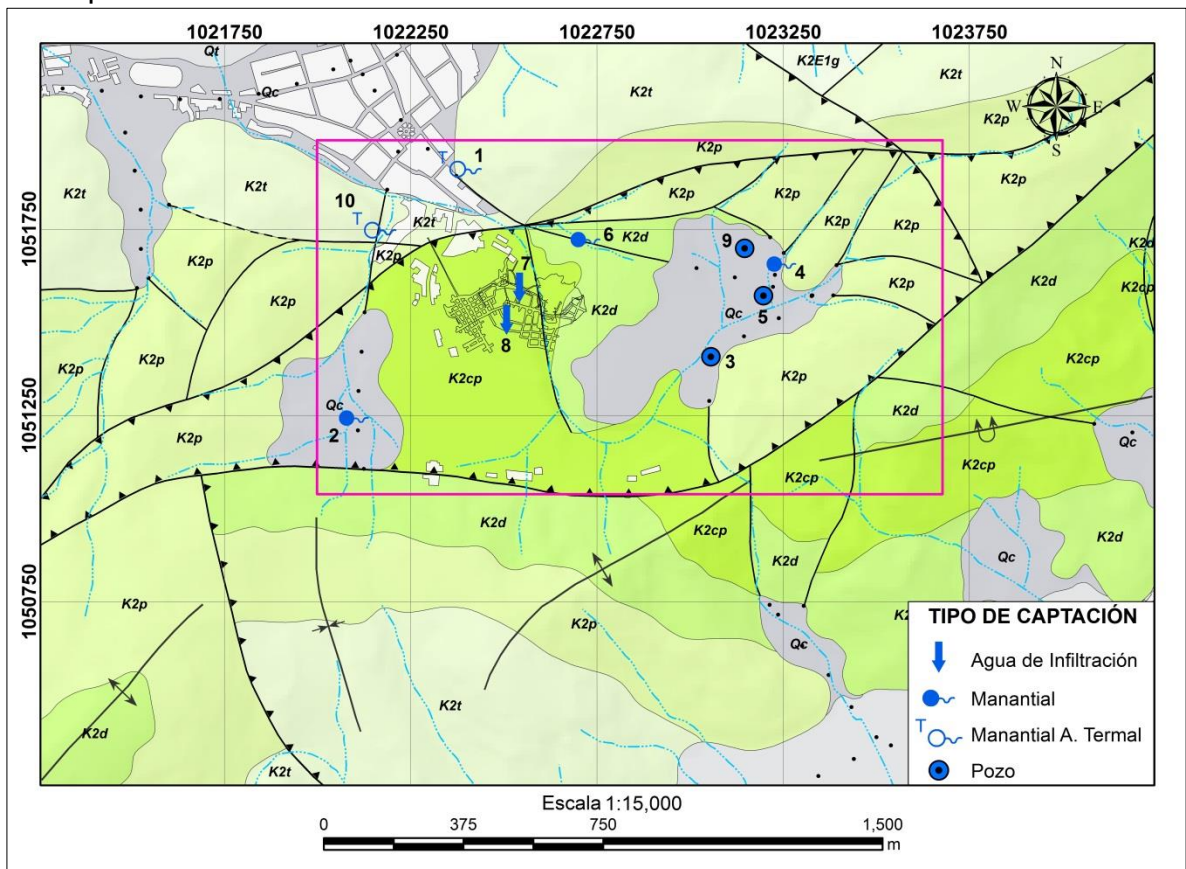 1021750 1022250 1022750 1023250 1023750
Qt
K2E1g
K2t
Qc
K2t
K2p
N
W E
S
T 1
K2p
K2t
K2t
K2p
K2p
K2p
10
T
K2t
6
K2d
K2p
K2p
1051750
K2p
K2p
9
4
K2d
K2d
K2p
7
K2cp
K2p
K2d
Qc
5
8
K2p
K2p
3
K2cp
K2p
K2d
1051250
Qc
2
K2p
Qc
K2cp
K2cp
K2d
K2cp
K2d
K2d
Qc
1050750
K2p
K2p
Qc
K2t
K2d
K2t
TIPO DE CAPTACIÓN
Agua de Infiltración
Manantial
T Manantial A. Termal
Pozo
Escala 1:15,000
0 375 750 1,500
m